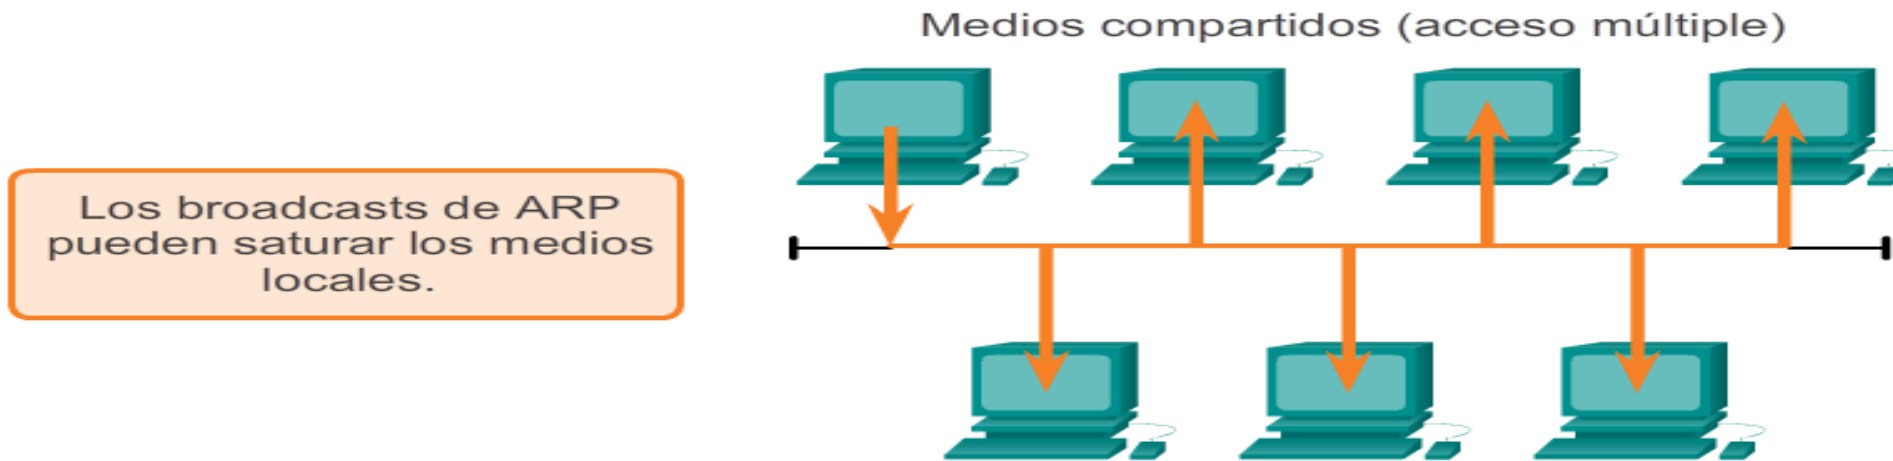 Medios compartidos (acceso múltiple)
Los broadcasts de ARP
pueden saturar los medios
locales.